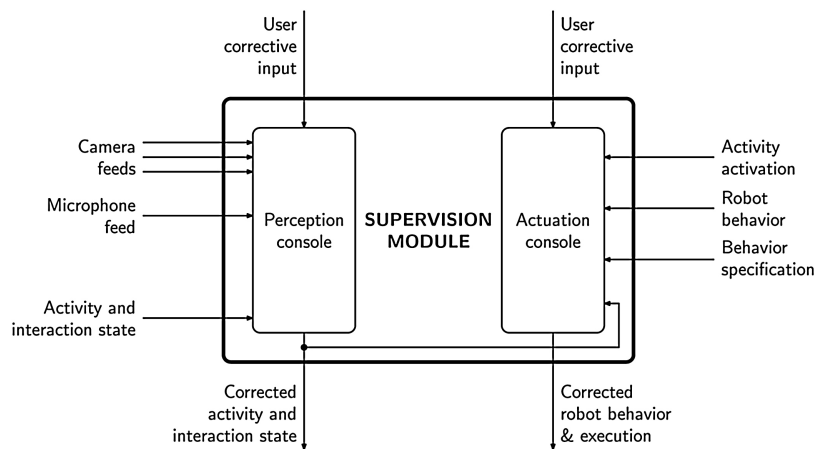 User
corrective
input
User
corrective
input
Camera
feeds
Microphone
feed
Activity and
interaction state
Perception
console
SUPERVISION
MODULE
Actuation
console
Activity
activation
Robot
behavior
Behavior
specification
Corrected
activity and
interaction state
Corrected
robot behavior
& execution